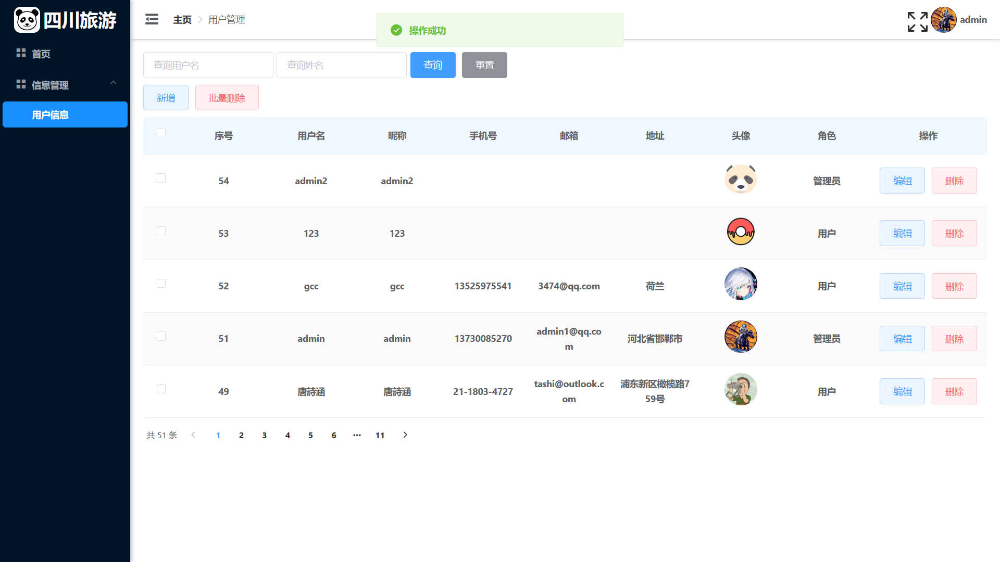 四川旅游
首页
信息管理
用户信息
主页 用户管理
操作成功
admin
查询用户名 查询姓名 查询 重置
新增 批量删除
序号 用户名 昵称 手机号 邮箱 地址 头像 角色 操作
54 admin2 admin2 管理员 编辑 删除
53 123 123 用户 编辑 删除
52 gcc gcc 13525975541 3474@qq.com 荷兰 用户 编辑 删除
51 admin admin 13730085270 admin1@qq.co
m 河北省邯郸市 管理员 编辑 删除
49 唐詩涵 唐詩涵 21-1803-4727 tashi@outlook.c
om 浦东新区橄榄路7
59号 用户 编辑 删除
共 51 条 1 2 3 4 5 6 ••• 11